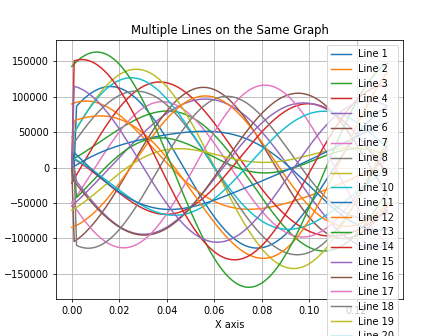 Multiple Lines on the Same Graph
150000
100000
50000
0
−50000
−100000
−150000
0.00
0.02
0.04
0.06
0.08
0.10
X axis
Line 1
Line 2
Line 3
Line 4
Line 5
Line 6
Line 7
Line 8
Line 9
Line 10
Line 11
Line 12
Line 13
Line 14
Line 15
Line 16
Line 17
Line 18
Line 19
Line 20